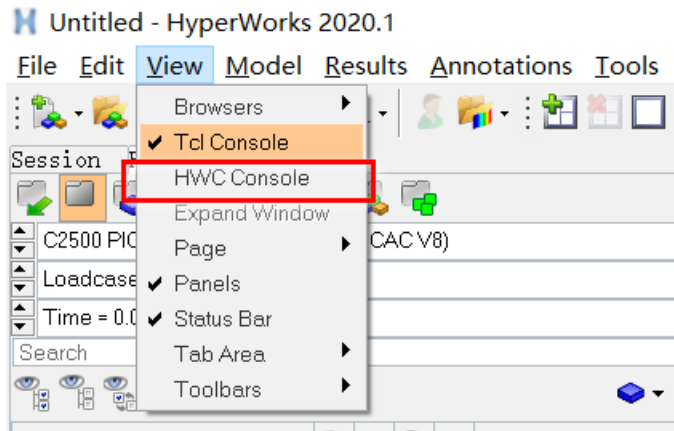 Untitled - HyperWorks 2020.1
File Edit View Model Results Annotations Tools
Browsers
Tcl Console
Session
HWC Console
Expand Window
C2500 PIC CAC V8)
Page
Loadcase
Panels
Time = 0.0
Status Bar
Search
Tab Area
Toolbars